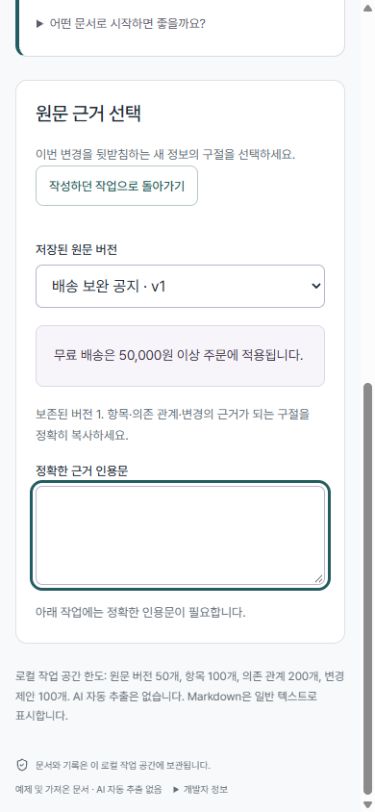 ▶ 어떤 문서로 시작하면 좋을까요?
원문 근거 선택
이번 변경을 뒷받침하는 새 정보의 구절을 선택하세요.
작성하던 작업으로 돌아가기
저장된 원문 버전
배송 보완 공지 · v1
무료 배송은 50,000원 이상 주문에 적용됩니다.
보존된 버전 1. 항목·의존 관계·변경의 근거가 되는 구절을
정확히 복사하세요.
정확한 근거 인용문
아래 작업에는 정확한 인용문이 필요합니다.
로컬 작업 공간 한도: 원문 버전 50개, 항목 100개, 의존 관계 200개, 변경
제안 100개. AI 자동 추출은 없습니다. Markdown은 일반 텍스트로
표시합니다.
문서와 기록은 이 로컬 작업 공간에 보관됩니다.
예제 및 가져온 문서 · AI 자동 추출 없음 ▶ 개발자 정보